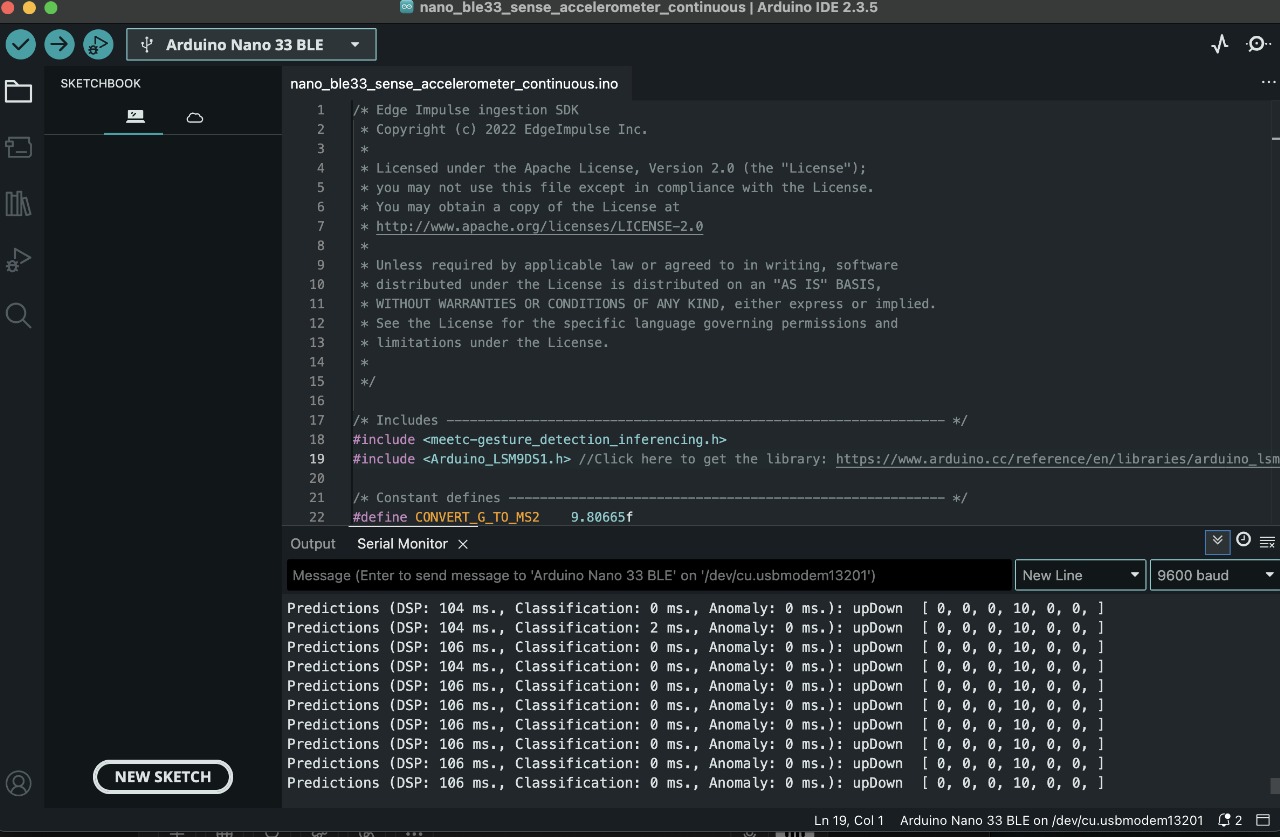 nano_ble33_sense_accelerometer_continuous | Arduino IDE 2.3.5
Arduino Nano 33 BLE
SKETCHBOOK
nano_ble33_sense_accelerometer_continuous.ino
1 /* Edge Impulse ingestion SDK
2 * Copyright (c) 2022 EdgeImpulse Inc.
3 *
4 * Licensed under the Apache License, Version 2.0 (the "License");
5 * you may not use this file except in compliance with the License.
6 * You may obtain a copy of the License at
7 * http://www.apache.org/licenses/LICENSE-2.0
8 *
9 * Unless required by applicable law or agreed to in writing, software
10 * distributed under the License is distributed on an "AS IS" BASIS,
11 * WITHOUT WARRANTIES OR CONDITIONS OF ANY KIND, either express or implied.
12 * See the License for the specific language governing permissions and
13 * limitations under the License.
14 *
15 */
16
17 /* Includes ---------------------------------------------------------------- */
18 #include <meetc-gesture_detection_inferencing.h>
19 #include <Arduino_LSM9DS1.h> //Click here to get the library: https://www.arduino.cc/reference/en/libraries/arduino_lsm
20
21 /* Constant defines -------------------------------------------------------- */
22 #define CONVERT_G_TO_MS2 9.80665f
Output Serial Monitor
Message (Enter to send message to 'Arduino Nano 33 BLE' on '/dev/cu.usbmodem13201')
New Line
9600 baud
Predictions (DSP: 104 ms., Classification: 0 ms., Anomaly: 0 ms.): upDown [ 0, 0, 0, 10, 0, 0, ]
Predictions (DSP: 104 ms., Classification: 2 ms., Anomaly: 0 ms.): upDown [ 0, 0, 0, 10, 0, 0, ]
Predictions (DSP: 106 ms., Classification: 0 ms., Anomaly: 0 ms.): upDown [ 0, 0, 0, 10, 0, 0, ]
Predictions (DSP: 104 ms., Classification: 0 ms., Anomaly: 0 ms.): upDown [ 0, 0, 0, 10, 0, 0, ]
Predictions (DSP: 106 ms., Classification: 0 ms., Anomaly: 0 ms.): upDown [ 0, 0, 0, 10, 0, 0, ]
Predictions (DSP: 106 ms., Classification: 0 ms., Anomaly: 0 ms.): upDown [ 0, 0, 0, 10, 0, 0, ]
Predictions (DSP: 106 ms., Classification: 0 ms., Anomaly: 0 ms.): upDown [ 0, 0, 0, 10, 0, 0, ]
Predictions (DSP: 106 ms., Classification: 0 ms., Anomaly: 0 ms.): upDown [ 0, 0, 0, 10, 0, 0, ]
Predictions (DSP: 106 ms., Classification: 0 ms., Anomaly: 0 ms.): upDown [ 0, 0, 0, 10, 0, 0, ]
Predictions (DSP: 106 ms., Classification: 0 ms., Anomaly: 0 ms.): upDown [ 0, 0, 0, 10, 0, 0, ]
NEW SKETCH
Ln 19, Col 1 Arduino Nano 33 BLE on /dev/cu.usbmodem13201 2